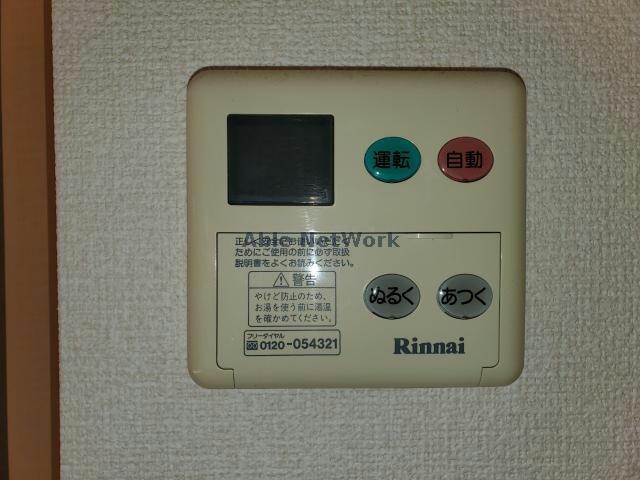 運転
自動
Able NetWork
正しく安全にお使いいただく
ためにご使用の前に必ず取扱
説明書をよくお読みください。
警告
やけど防止のため、
お湯を使う前に湯温
を確かめてください。
フリーダイヤル
0120-054321
ぬるく
あつく
Rinnai